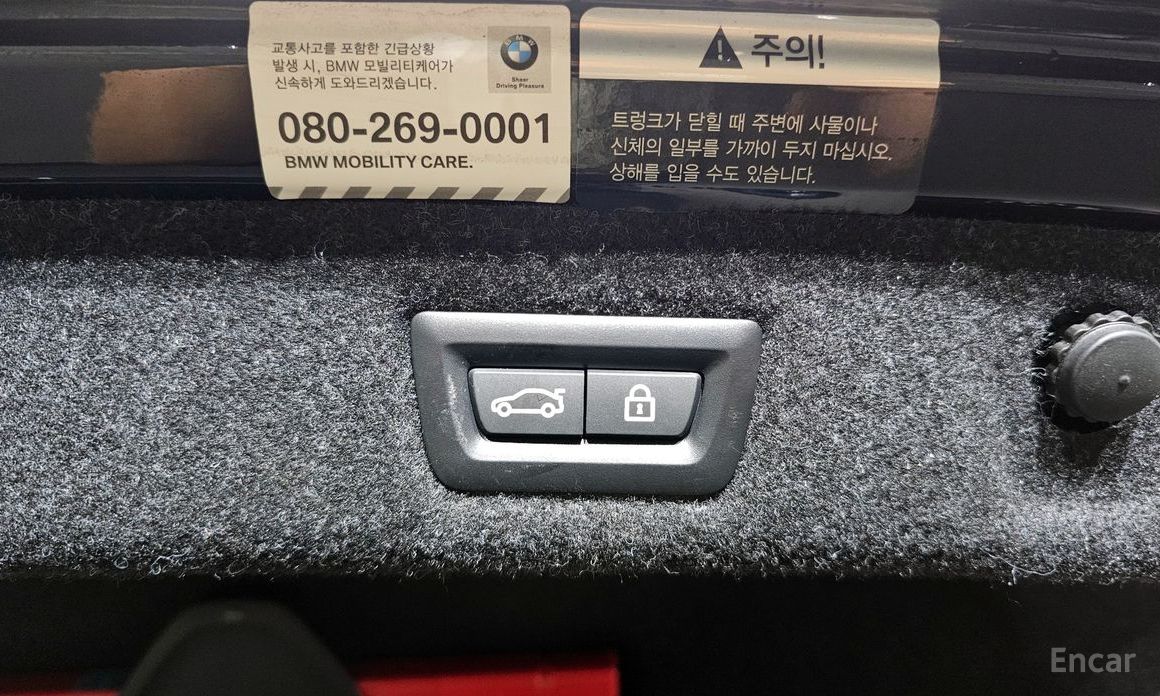 교통사고를 포함한 긴급상황
발생 시, BMW 모빌리티케어가
신속하게 도와드리겠습니다.
BMW
Sheer
Driving Pleasure
080-269-0001
BMW MOBILITY CARE.
주의!
트렁크가 닫힐 때 주변에 사물이나
신체의 일부를 가까이 두지 마십시오.
상해를 입을 수도 있습니다.
Encar